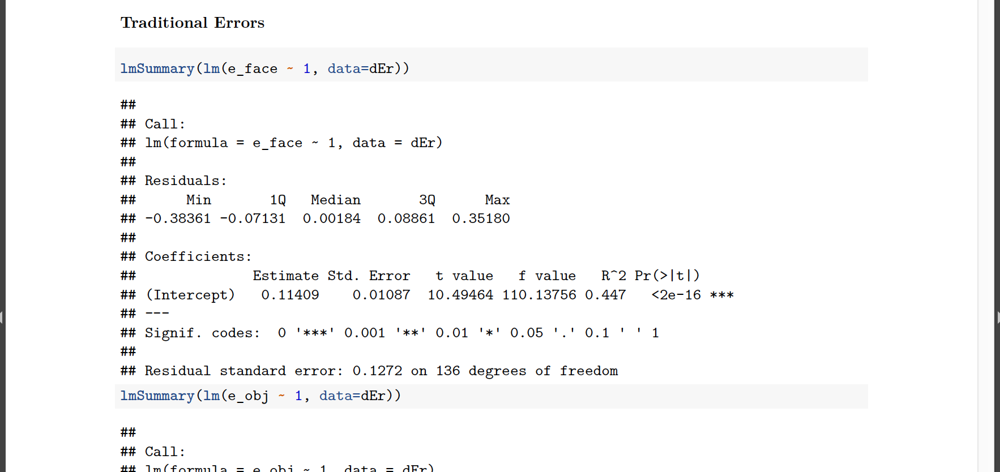 Traditional Errors
lmSummary(lm(e_face ~ 1, data=dEr))
##
## Call:
## lm(formula = e_face ~ 1, data = dEr)
##
## Residuals:
##      Min       1Q   Median       3Q      Max
## -0.38361 -0.07131  0.00184  0.08861  0.35180
##
## Coefficients:
##              Estimate Std. Error   t value   f value   R^2 Pr(>|t|)
## (Intercept)   0.11409    0.01087  10.49464 110.13756 0.447   <2e-16 ***
## ---
## Signif. codes:  0 '***' 0.001 '**' 0.01 '*' 0.05 '.' 0.1 ' ' 1
##
## Residual standard error: 0.1272 on 136 degrees of freedom
lmSummary(lm(e_obj ~ 1, data=dEr))
##
## Call:
## lm(formula = e_obj ~ 1, data = dEr)